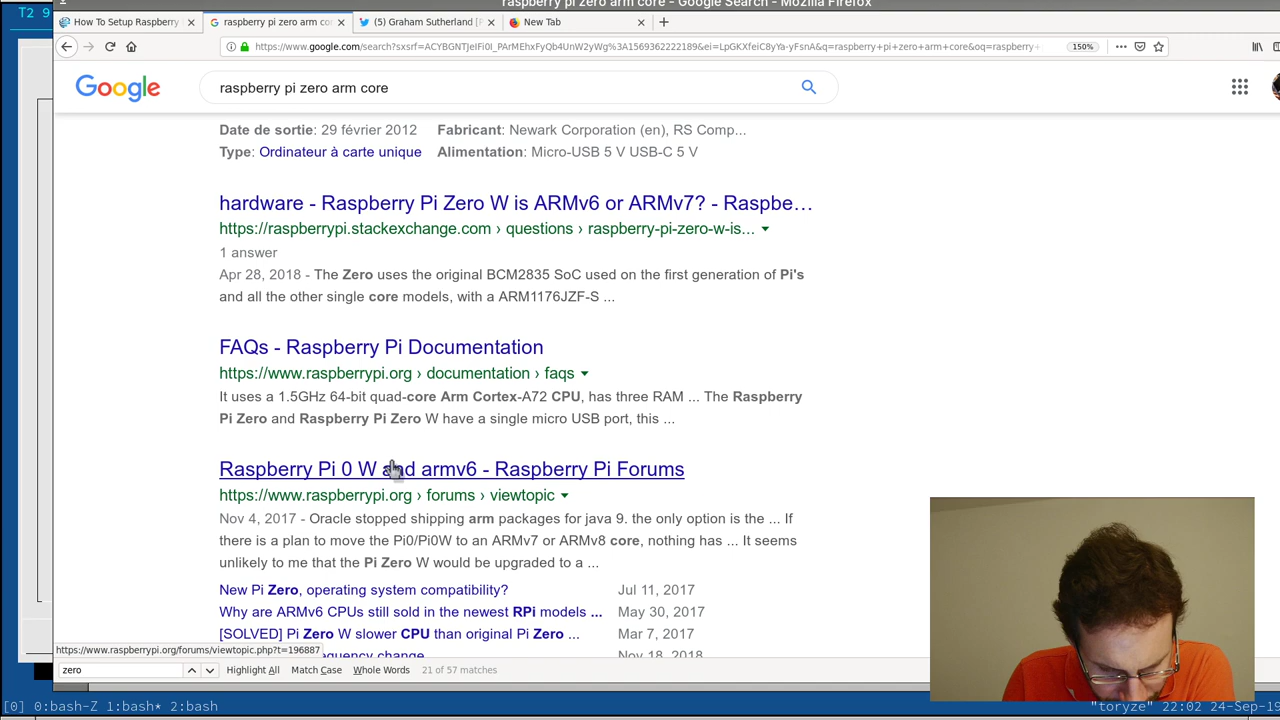 raspberry pi zero arm core - Google Search - Mozilla Firefox
T2 9
How To Setup Raspberry
raspberry pi zero arm cor
(5) Graham Sutherland [
New Tab
https://www.google.com/search?sxsrf=ACYBGNTJeIFi0I_PArMEhxFyQb4UnW2yWg%3A1569362222189&ei=LpGKXfeiC8yYa-yFsnA&q=raspberry+pi+zero+arm+core&oq=raspberry-
150%
Google
raspberry pi zero arm core
Date de sortie: 29 février 2012 Fabricant: Newark Corporation (en), RS Comp...
Type: Ordinateur à carte unique Alimentation: Micro-USB 5 V USB-C 5 V
hardware - Raspberry Pi Zero W is ARMv6 or ARMv7? - Raspbe...
https://raspberrypi.stackexchange.com › questions › raspberry-pi-zero-w-is...
1 answer
Apr 28, 2018 - The Zero uses the original BCM2835 SoC used on the first generation of Pi's
and all the other single core models, with a ARM1176JZF-S ...
FAQs - Raspberry Pi Documentation
https://www.raspberrypi.org › documentation › faqs
It uses a 1.5GHz 64-bit quad-core Arm Cortex-A72 CPU, has three RAM ... The Raspberry
Pi Zero and Raspberry Pi Zero W have a single micro USB port, this ...
Raspberry Pi 0 W and armv6 - Raspberry Pi Forums
https://www.raspberrypi.org › forums › viewtopic
Nov 4, 2017 - Oracle stopped shipping arm packages for java 9. the only option is the ... If
there is a plan to move the Pi0/Pi0W to an ARMv7 or ARMv8 core, nothing has ... It seems
unlikely to me that the Pi Zero W would be upgraded to a ...
New Pi Zero, operating system compatibility? Jul 11, 2017
Why are ARMv6 CPUs still sold in the newest RPi models ... May 30, 2017
[SOLVED] Pi Zero W slower CPU than original Pi Zero ... Mar 7, 2017
equency change Nov 18, 2018
https://www.raspberrypi.org/forums/viewtopic.php?t=196887
zero
Highlight All
Match Case
Whole Words
21 of 57 matches
[0] 0:bash-Z 1:bash* 2:bash
"toryze" 22:02 24-Sep-19